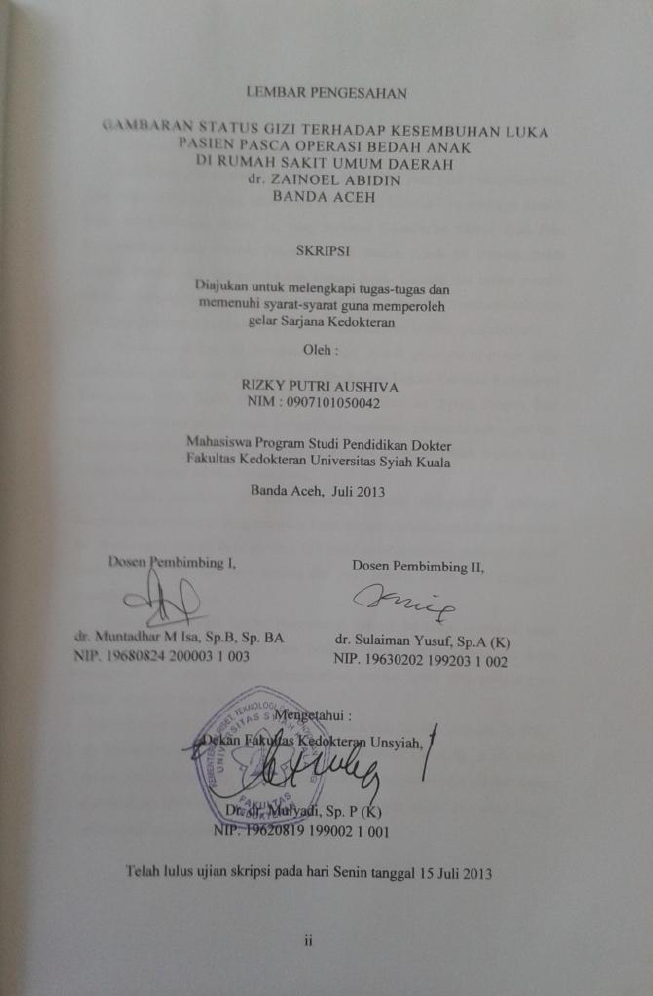 LEMBAR PENGESAHAN
GAMBARAN STATUS GIZI TERHADAP KESEMBUHAN LUKA
PASIEN PASCA OPERASI BEDAH ANAK
DI RUMAH SAKIT UMUM DAERAH
dr. ZAINOEL ABIDIN
BANDA ACEH
SKRIPSI
Diajukan untuk melengkapi tugas-tugas dan
memenuhi syarat-syarat guna memperoleh
gelar Sarjana Kedokteran
Oleh :
RIZKY PUTRI AUSHIVA
NIM : 0907101050042
Mahasiswa Program Studi Pendidikan Dokter
Fakultas Kedokteran Universitas Syiah Kuala
Banda Aceh, Juli 2013
Dosen Pembimbing I,
dr. Muntadhar M Isa, Sp.B, Sp. BA
NIP. 19680824 200003 1 003
Dosen Pembimbing II,
dr. Sulaiman Yusuf, Sp.A (K)
NIP. 19630202 199203 1 002
Mengetahui :
Dekan Fakultas Kedokteran Unsyiah,
UNIVERSITAS SYIAH
FAKULTAS
KEDOKTERAN
Dr. dr. Mulyadi, Sp. P (K)
NIP. 19620819 199002 1 001
Telah lulus ujian skripsi pada hari Senin tanggal 15 Juli 2013
ii